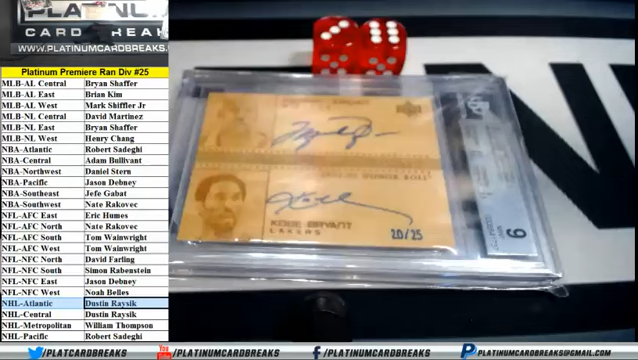 PLATINUM
CARD BREAKS
WWW.PLATINUMCARDBREAKS.
Platinum Premiere Ran Div #25
MLB-AL Central Bryan Shaffer
MLB-AL East Brian Kim
MLB-AL West Mark Shiffler Jr
MLB-NL Central David Martinez
MLB-NL East Bryan Shaffer
MLB-NL West Henry Chang
NBA-Atlantic Robert Sadeghi
NBA-Central Adam Bullivant
NBA-Northwest Daniel Stern
NBA-Pacific Jason Debney
NBA-Southeast Jeff Gabat
NBA-Southwest Nate Rakovec
NFL-AFC East Eric Humes
NFL-AFC North Nate Rakovec
NFL-AFC South Tom Wainwright
NFL-AFC West Tom Wainwright
NFL-NFC North David Farling
NFL-NFC South Simon Rabenstein
NFL-NFC East Jason Debney
NFL-NFC West Noah Belles
NHL-Atlantic Dustin Raysik
NHL-Central Dustin Raysik
NHL-Metropolitan William Thompson
NHL-Pacific Robert Sadeghi
KOBE BRYANT
LAKERS
20/25
9
/PLATCARDBREAKS
/PLATINUMCARDBREAKS
/PLATINUMCARDBREAKS